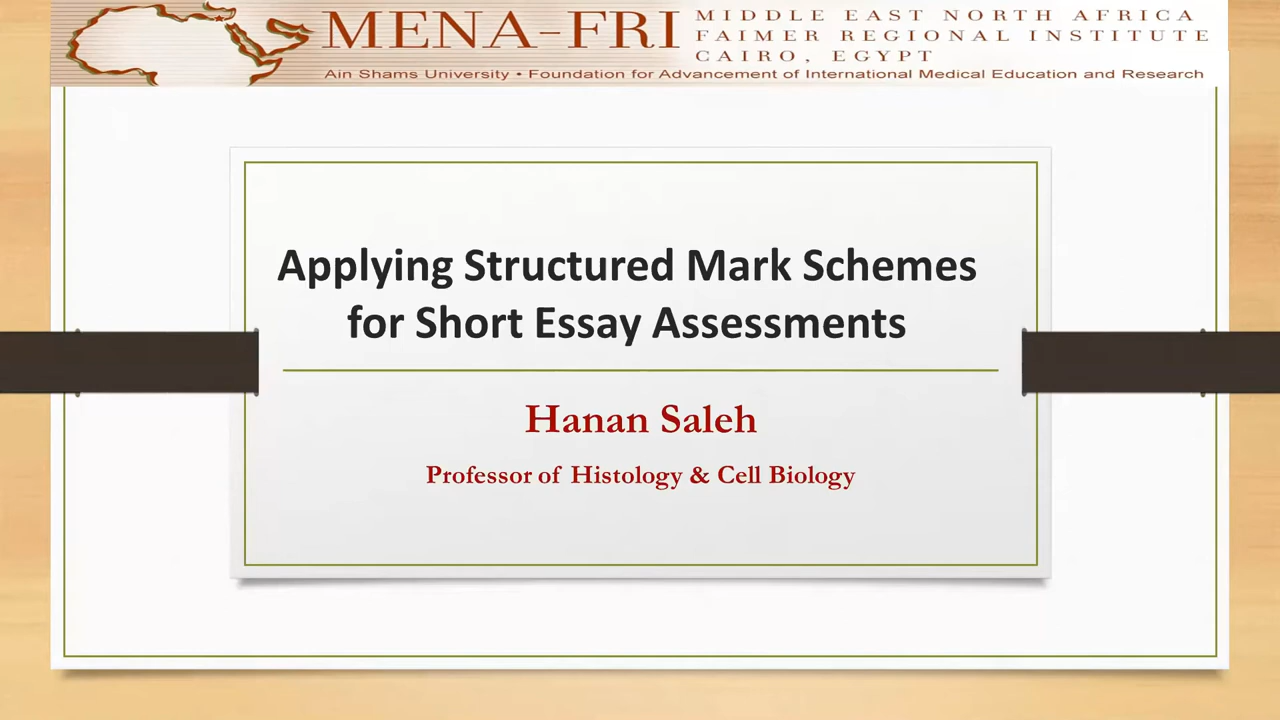 MENA-FRI
MIDDLE EAST NORTH AFRICA
FAIMER REGIONAL INSTITUTE
CAIRO, EGYPT
Ain Shams University • Foundation for Advancement of International Medical Education and Research
Applying Structured Mark Schemes
for Short Essay Assessments
Hanan Saleh
Professor of Histology & Cell Biology